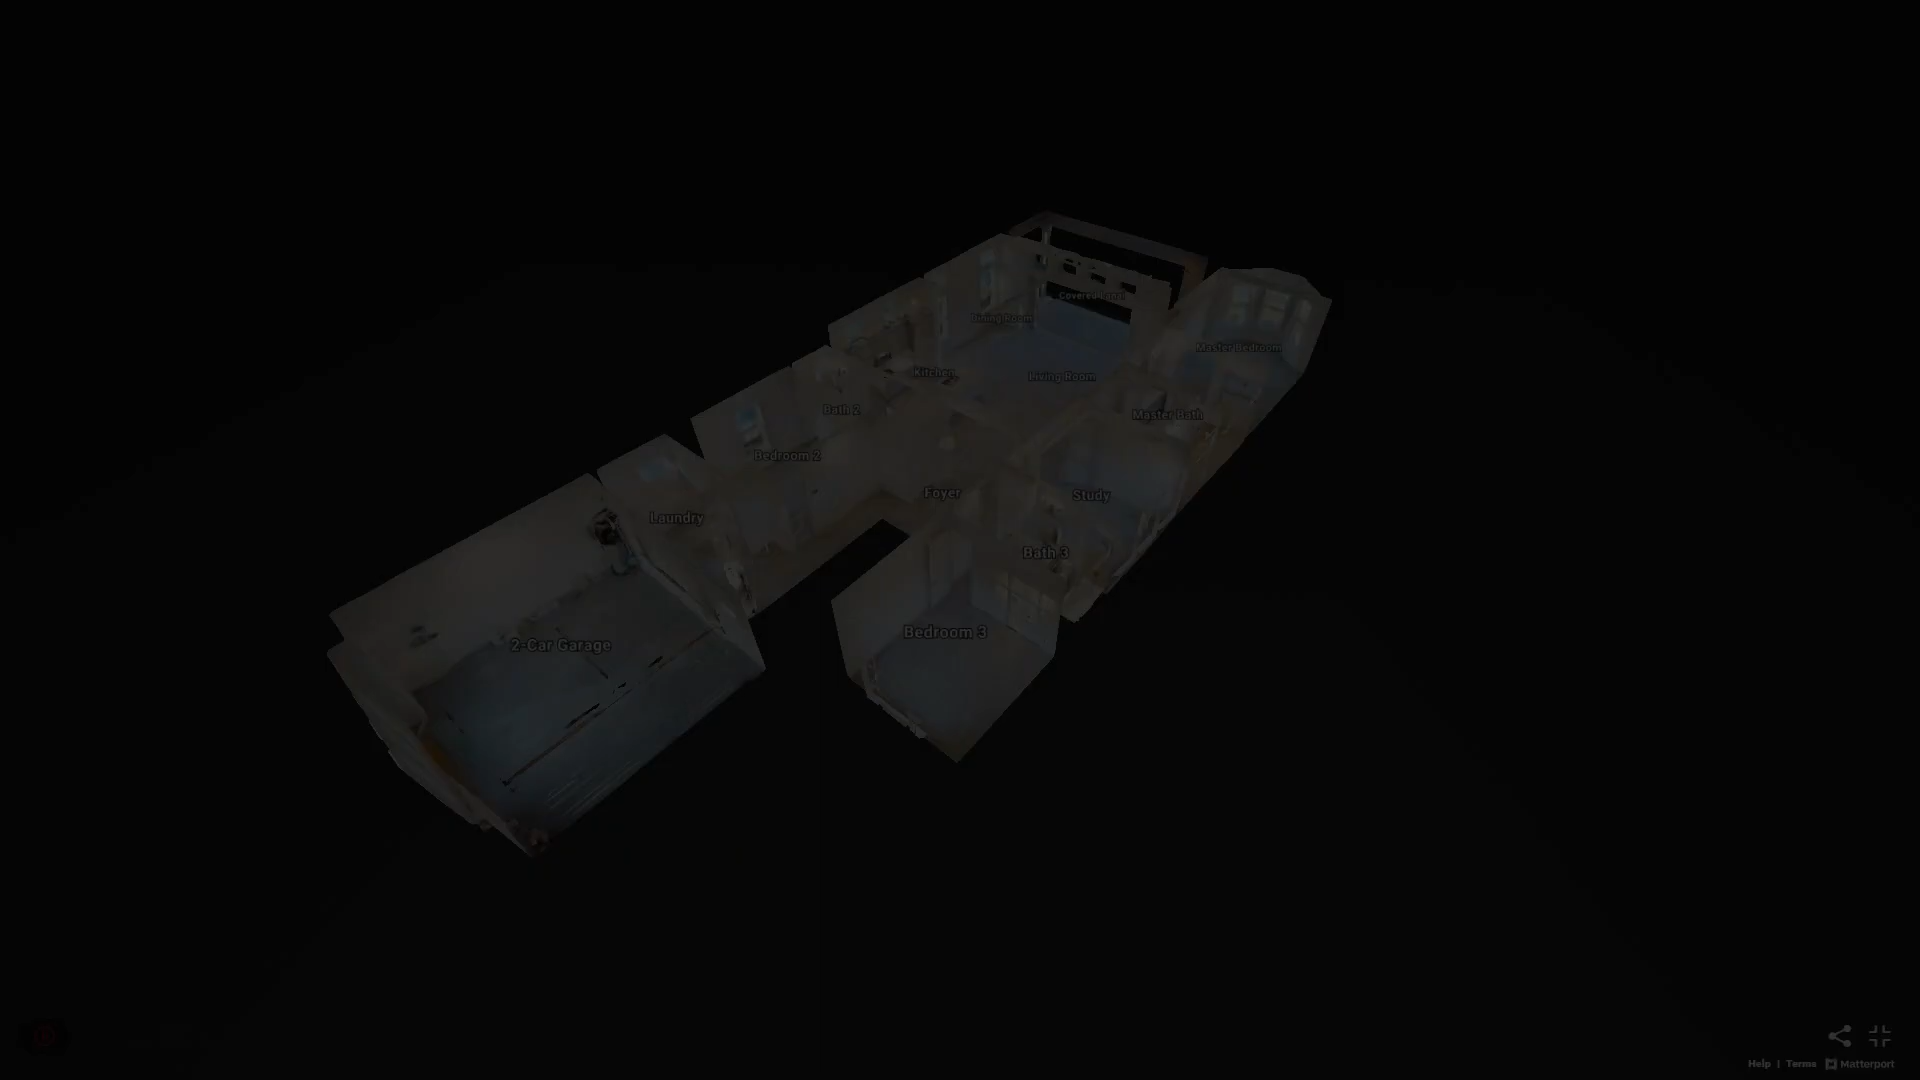 Covered Lanai
Dining Room
Master Bedroom
Kitchen
Living Room
Bath 2
Master Bath
Bedroom 2
Foyer
Study
Laundry
Bath 3
Bedroom 3
2-Car Garage
Help | Terms Matterport